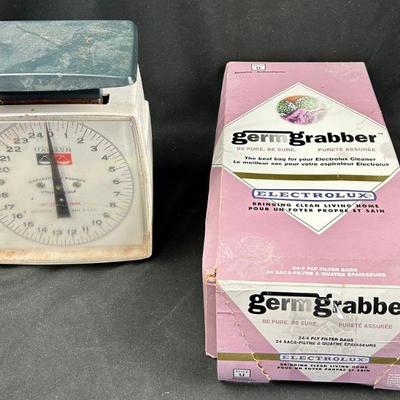 24 0 1
23
22
21
20
19
18
17
16
15
14
13 12 11
10
9
8
7
6
5
4
3
2
HANSON
germgrabber™
BE PURE, BE SURE. PURETÉ ASSURÉE
The best bag for your Electrolux Cleaner
Le meilleur sac pour votre aspirateur Electrolux
ELECTROLUX
BRINGING CLEAN LIVING HOME
POUR UN FOYER PROPRE ET SAIN
germgrabber
BE PURE, BE SURE. PURETÉ ASSURÉE
24/4 PLY FILTER BAGS
24 SACS-FILTRE À QUATRE ÉPAISSEURS
ELECTROLUX
BRINGING CLEAN LIVING HOME
POUR UN FOYER PROPRE ET SAIN